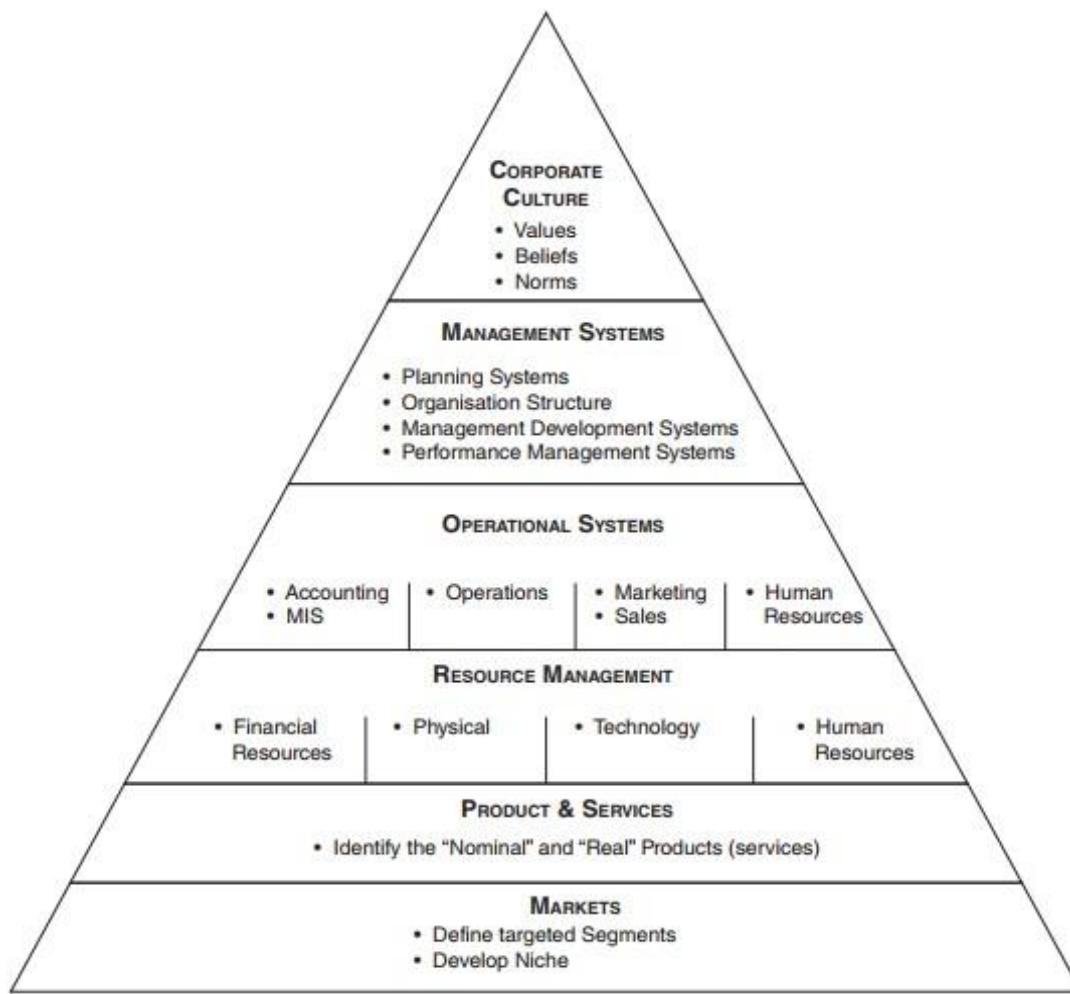 CORPORATE
CULTURE
• Values
• Beliefs
• Norms
MANAGEMENT SYSTEMS
• Planning Systems
• Organisation Structure
• Management Development Systems
• Performance Management Systems
OPERATIONAL SYSTEMS
• Accounting
• MIS
• Operations
• Marketing
• Sales
• Human
Resources
RESOURCE MANAGEMENT
• Financial
Resources
• Physical
• Technology
• Human
Resources
PRODUCT & SERVICES
• Identify the “Nominal” and “Real” Products (services)
MARKETS
• Define targeted Segments
• Develop Niche